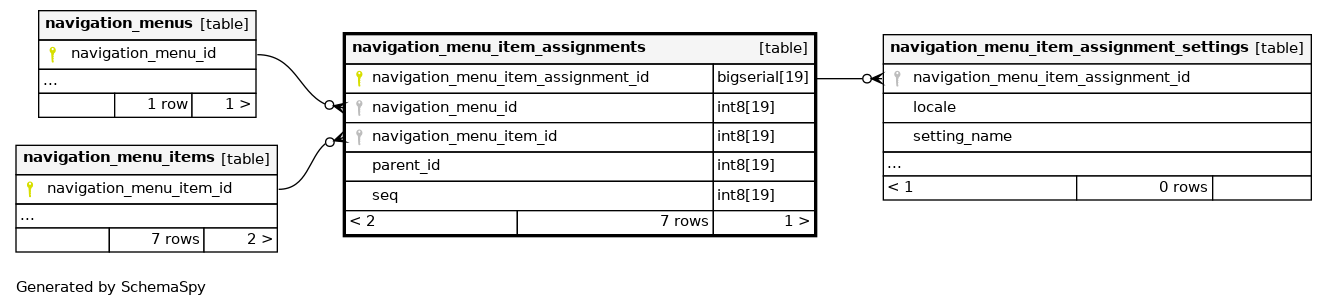 navigation_menus [table]
navigation_menu_id
...
1 row 1 >
navigation_menu_items [table]
navigation_menu_item_id
...
7 rows 2 >
navigation_menu_item_assignments [table]
navigation_menu_item_assignment_id bigserial[19]
navigation_menu_id int8[19]
navigation_menu_item_id int8[19]
parent_id int8[19]
seq int8[19]
< 2 7 rows 1 >
navigation_menu_item_assignment_settings [table]
navigation_menu_item_assignment_id
locale
setting_name
...
< 1 0 rows
Generated by SchemaSpy